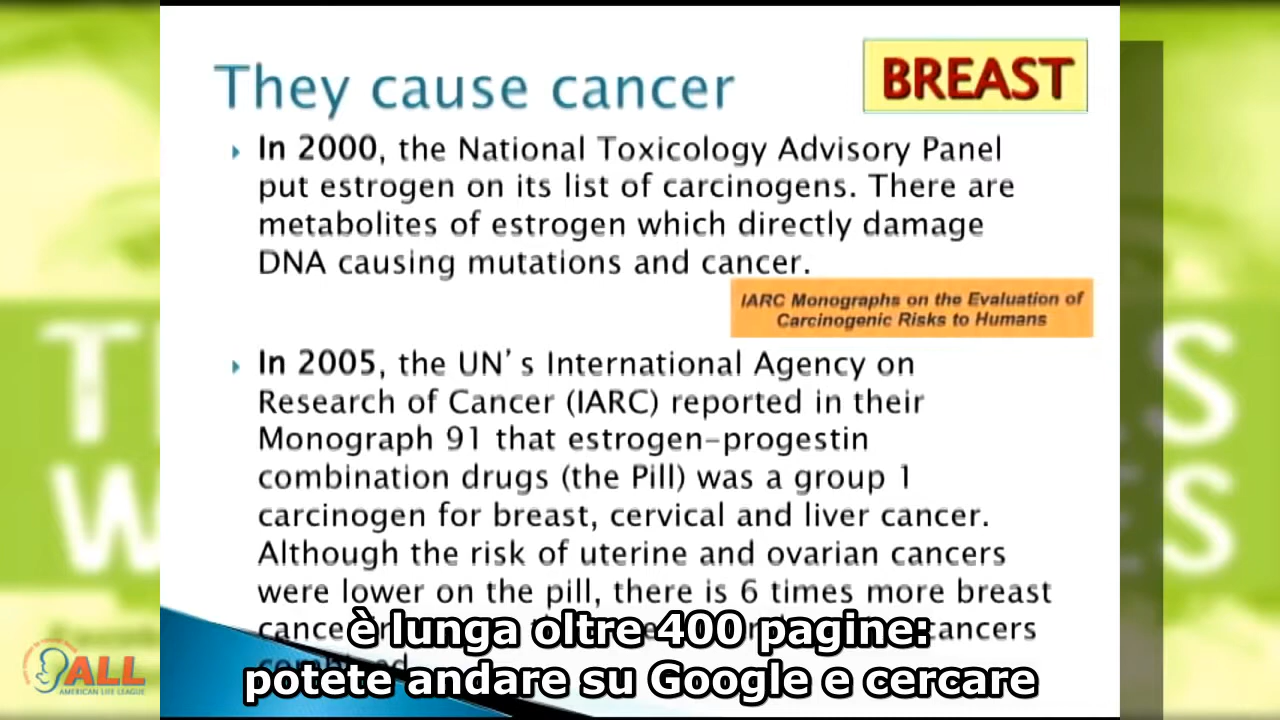 They cause cancer
BREAST
In 2000, the National Toxicology Advisory Panel
put estrogen on its list of carcinogens. There are
metabolites of estrogen which directly damage
DNA causing mutations and cancer.
IARC Monographs on the Evaluation of
Carcinogenic Risks to Humans
In 2005, the UN's International Agency on
Research of Cancer (IARC) reported in their
Monograph 91 that estrogen-progestin
combination drugs (the Pill) was a group 1
carcinogen for breast, cervical and liver cancer.
Although the risk of uterine and ovarian cancers
were lower on the pill, there is 6 times more breast
cancers
è lunga oltre 400 pagine:
potete andare su Google e cercare
ALL
AMERICAN LIFE LEAGUE